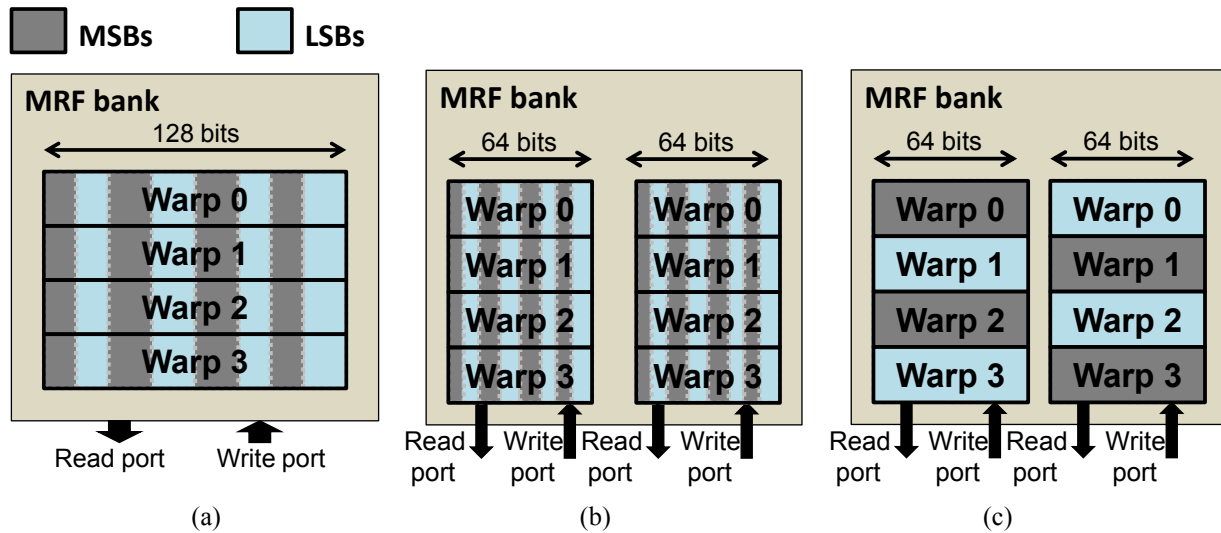 MSBs
LSBs
MRF bank
128 bits
Warp 0
Warp 1
Warp 2
Warp 3
Read port
Write port
(a)
MRF bank
64 bits
64 bits
Warp 0
Warp 0
Warp 1
Warp 1
Warp 2
Warp 2
Warp 3
Warp 3
Read
port
Write
port
Read
port
Write
port
(b)
MRF bank
64 bits
64 bits
Warp 0
Warp 0
Warp 1
Warp 1
Warp 2
Warp 2
Warp 3
Warp 3
Read
port
Write
port
Read
port
Write
port
(c)